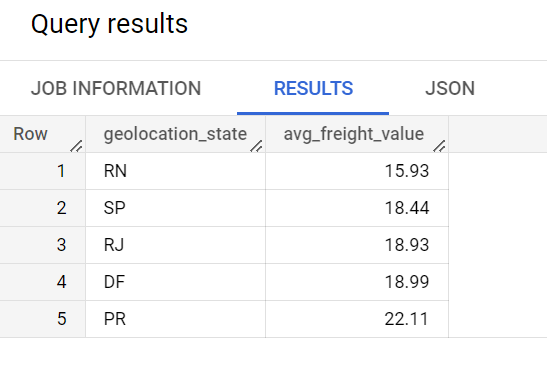 Query results
JOB INFORMATION RESULTS JSON
Row geolocation_state avg_freight_value
1 RN 15.93
2 SP 18.44
3 RJ 18.93
4 DF 18.99
5 PR 22.11